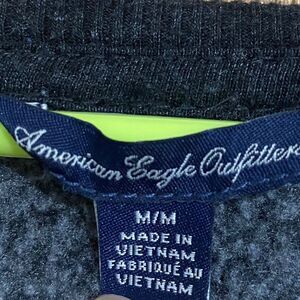 American Eagle Outfitters
M/M
MADE IN
VIETNAM
FABRIQUÉ AU
VIETNAM